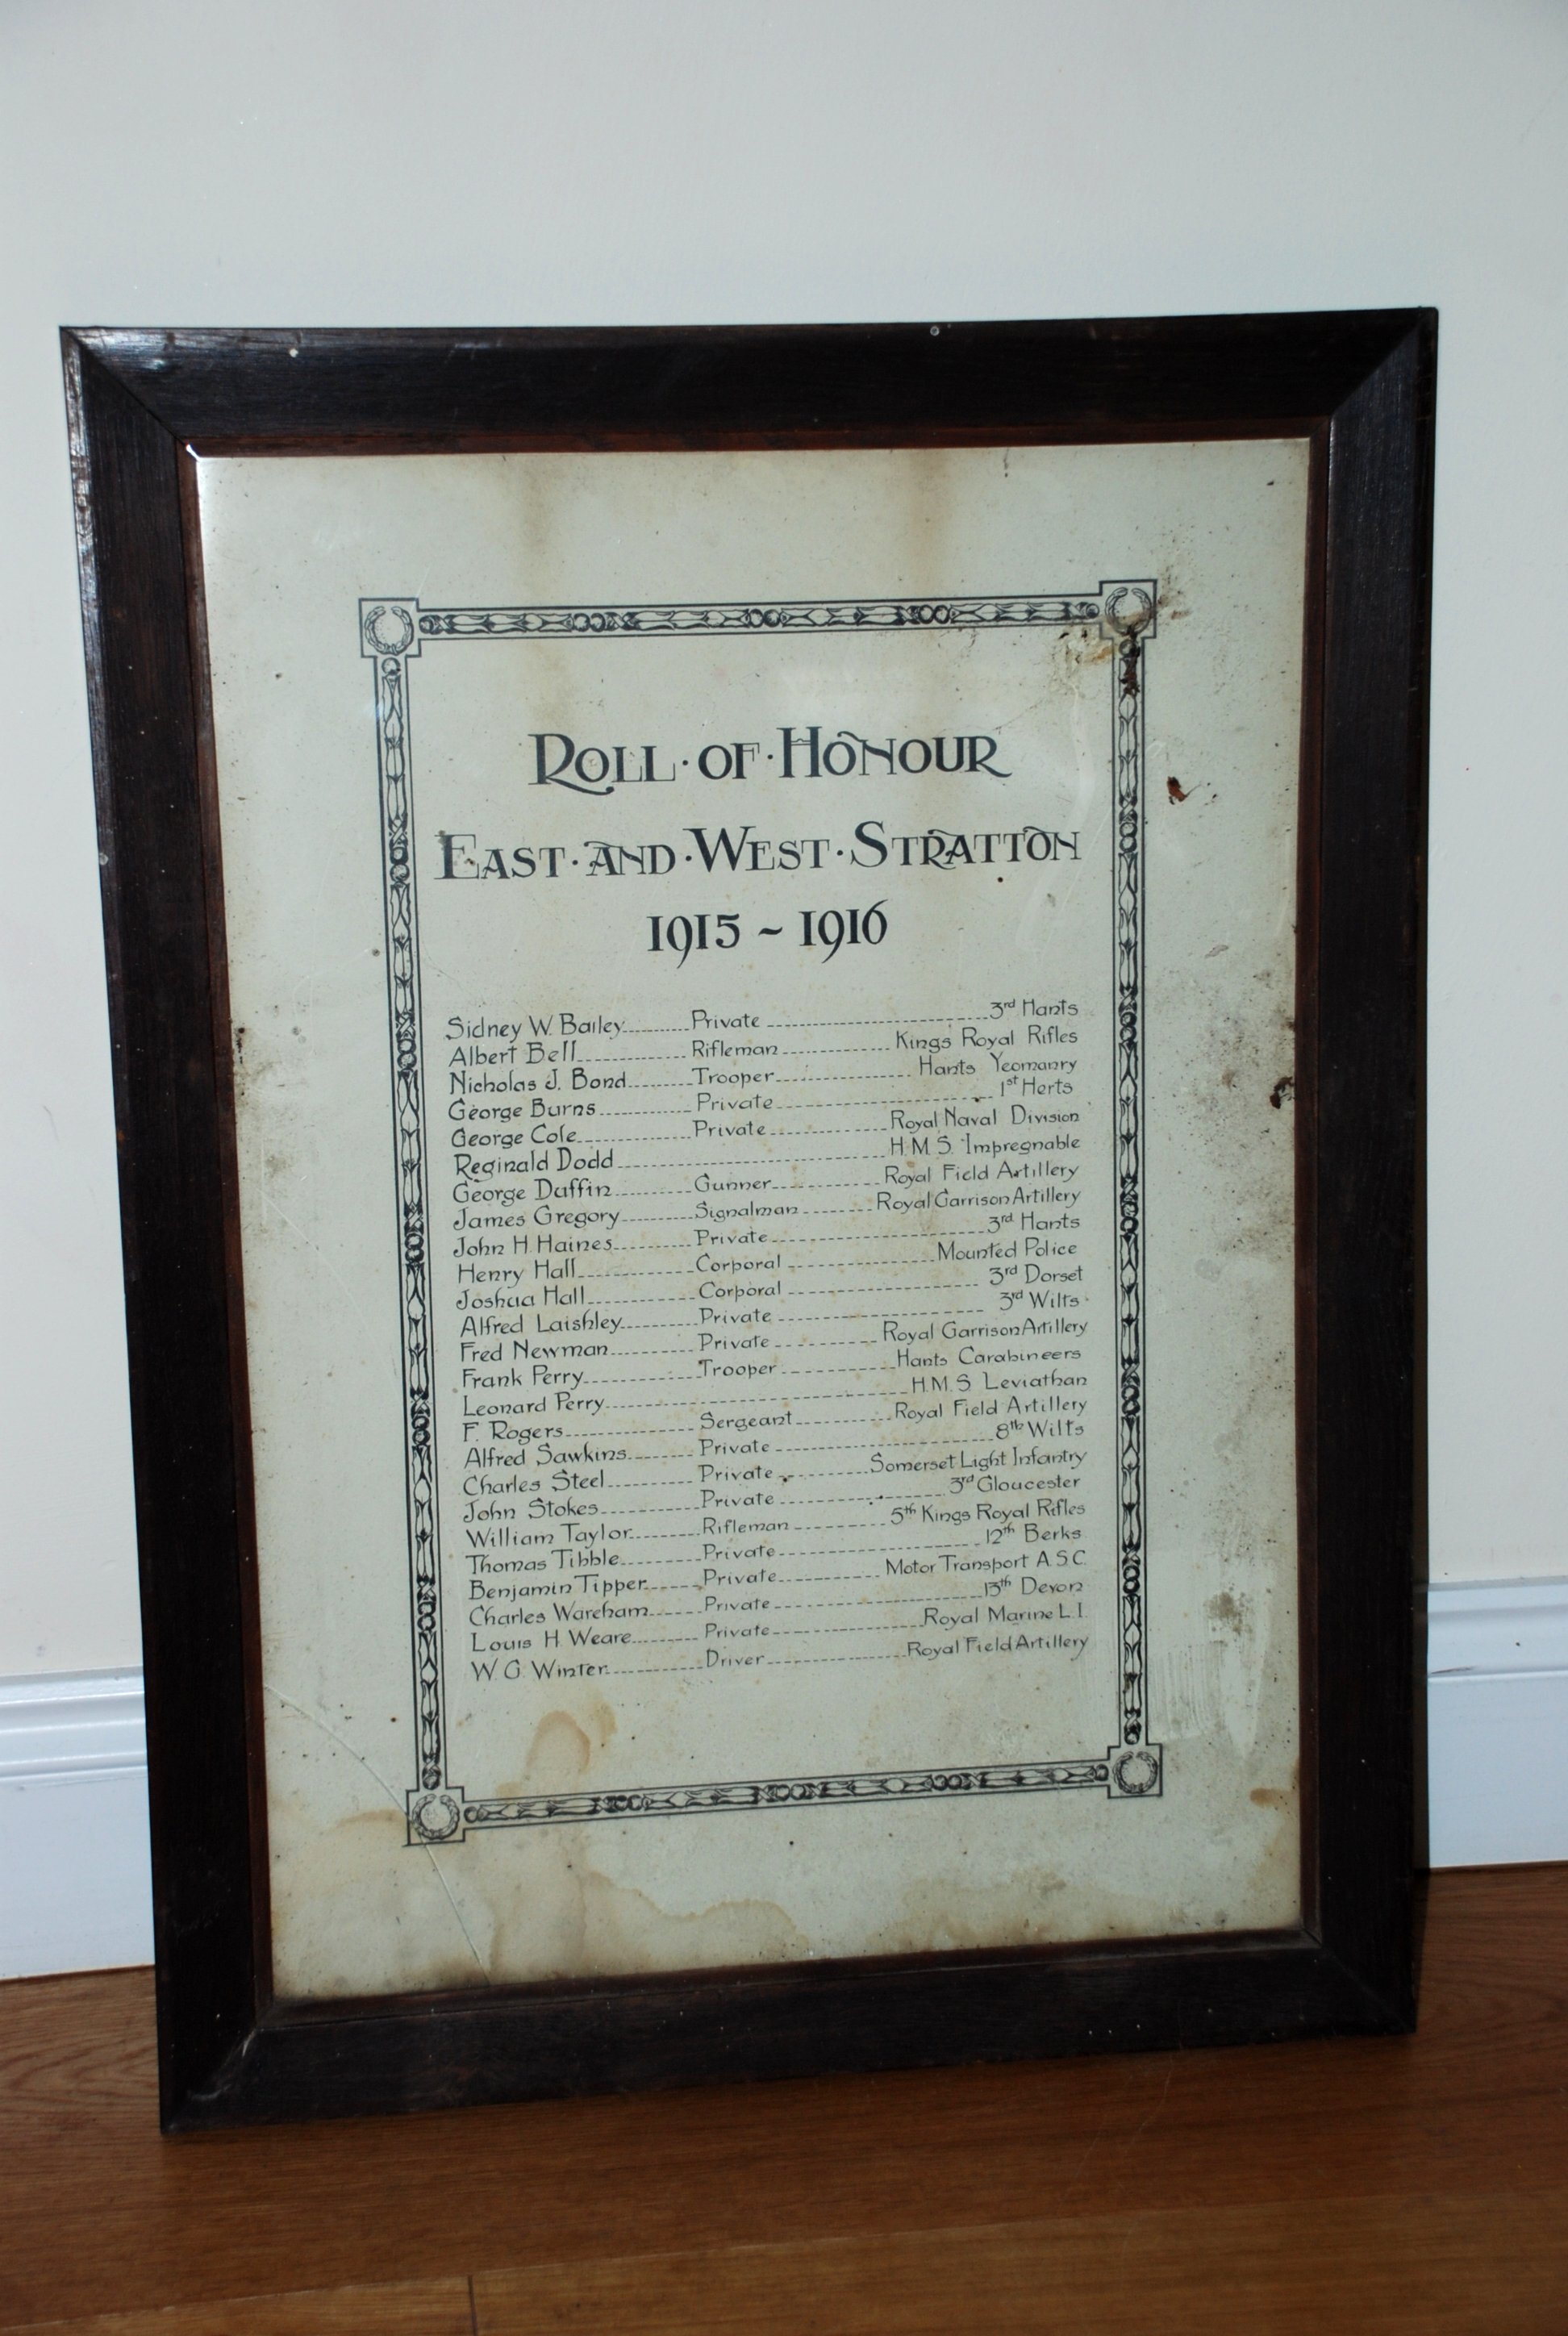 ROLL·OF·HONOUR
EAST·AND·WEST·STRATTON
1915 ~ 1916
Sidney W. Bailey Private 3rd Hants
Albert Bell Rifleman Kings Royal Rifles
Nicholas J. Bond Trooper Hants Yeomanry
George Burns Private 1st Herts
George Cole Private Royal Naval Division
Reginald Dodd H.M.S. Impregnable
George Duffin Gunner Royal Field Artillery
James Gregory Signalman Royal Garrison Artillery
John H. Haines Private 3rd Hants
Henry Hall Corporal Mounted Police
Joshua Hall Corporal 3rd Dorset
Alfred Laishley Private 3rd Wilts
Fred Newman Private Royal Garrison Artillery
Frank Perry Trooper Hants Carabineers
Leonard Perry H.M.S. Leviathan
F. Rogers Sergeant Royal Field Artillery
Alfred Sawkins Private 8th Wilts
Charles Steel Private Somerset Light Infantry
John Stokes Private 3rd Gloucester
William Taylor Rifleman 5th Kings Royal Rifles
Thomas Tibble Private 12th Berks
Benjamin Tipper Private Motor Transport A.S.C.
Charles Wareham Private 13th Devon
Louis H. Weare Private Royal Marine L.I.
W. G. Winter Driver Royal Field Artillery